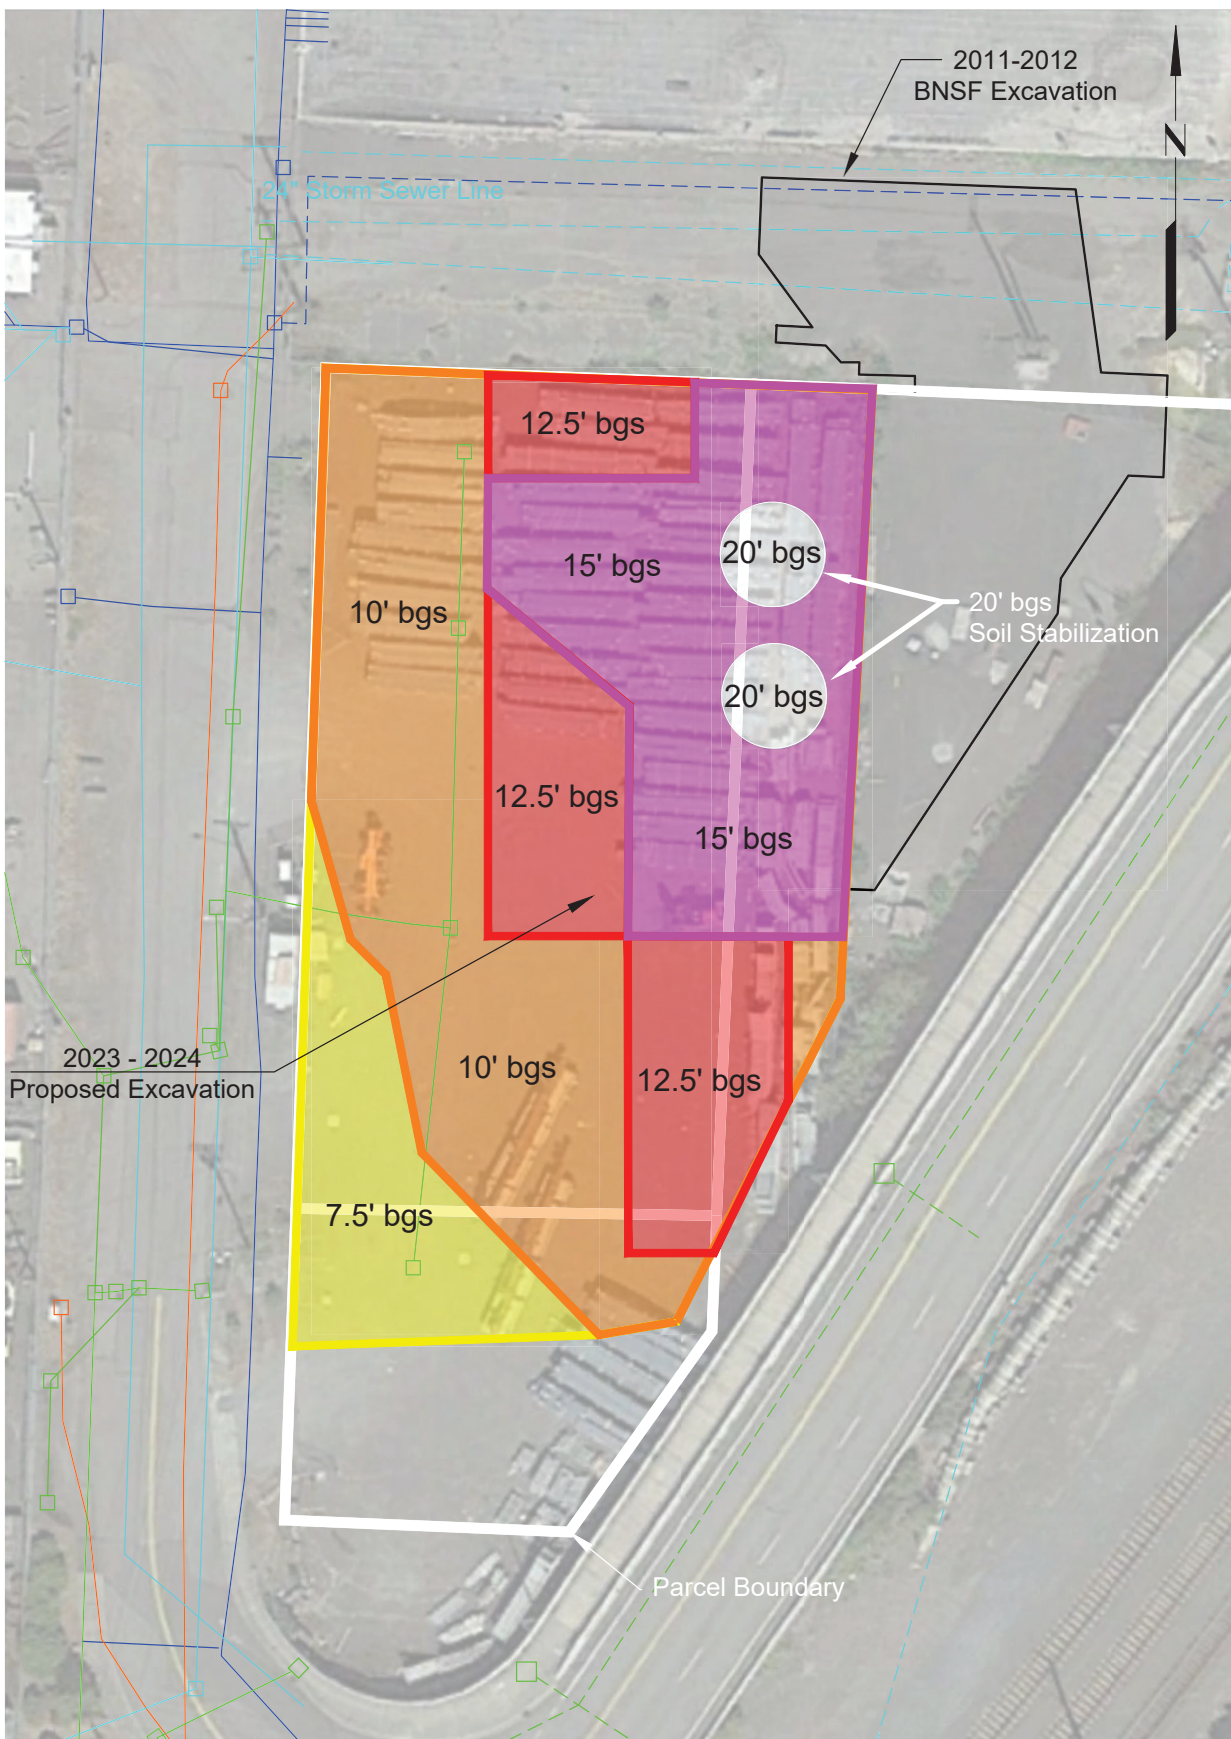 2011-2012
BNSF Excavation
N
24" Storm Sewer Line
12.5' bgs
15' bgs
20' bgs
10' bgs
20' bgs
Soil Stabilization
20' bgs
12.5' bgs
15' bgs
2023 - 2024
Proposed Excavation
10' bgs
12.5' bgs
7.5' bgs
Parcel Boundary